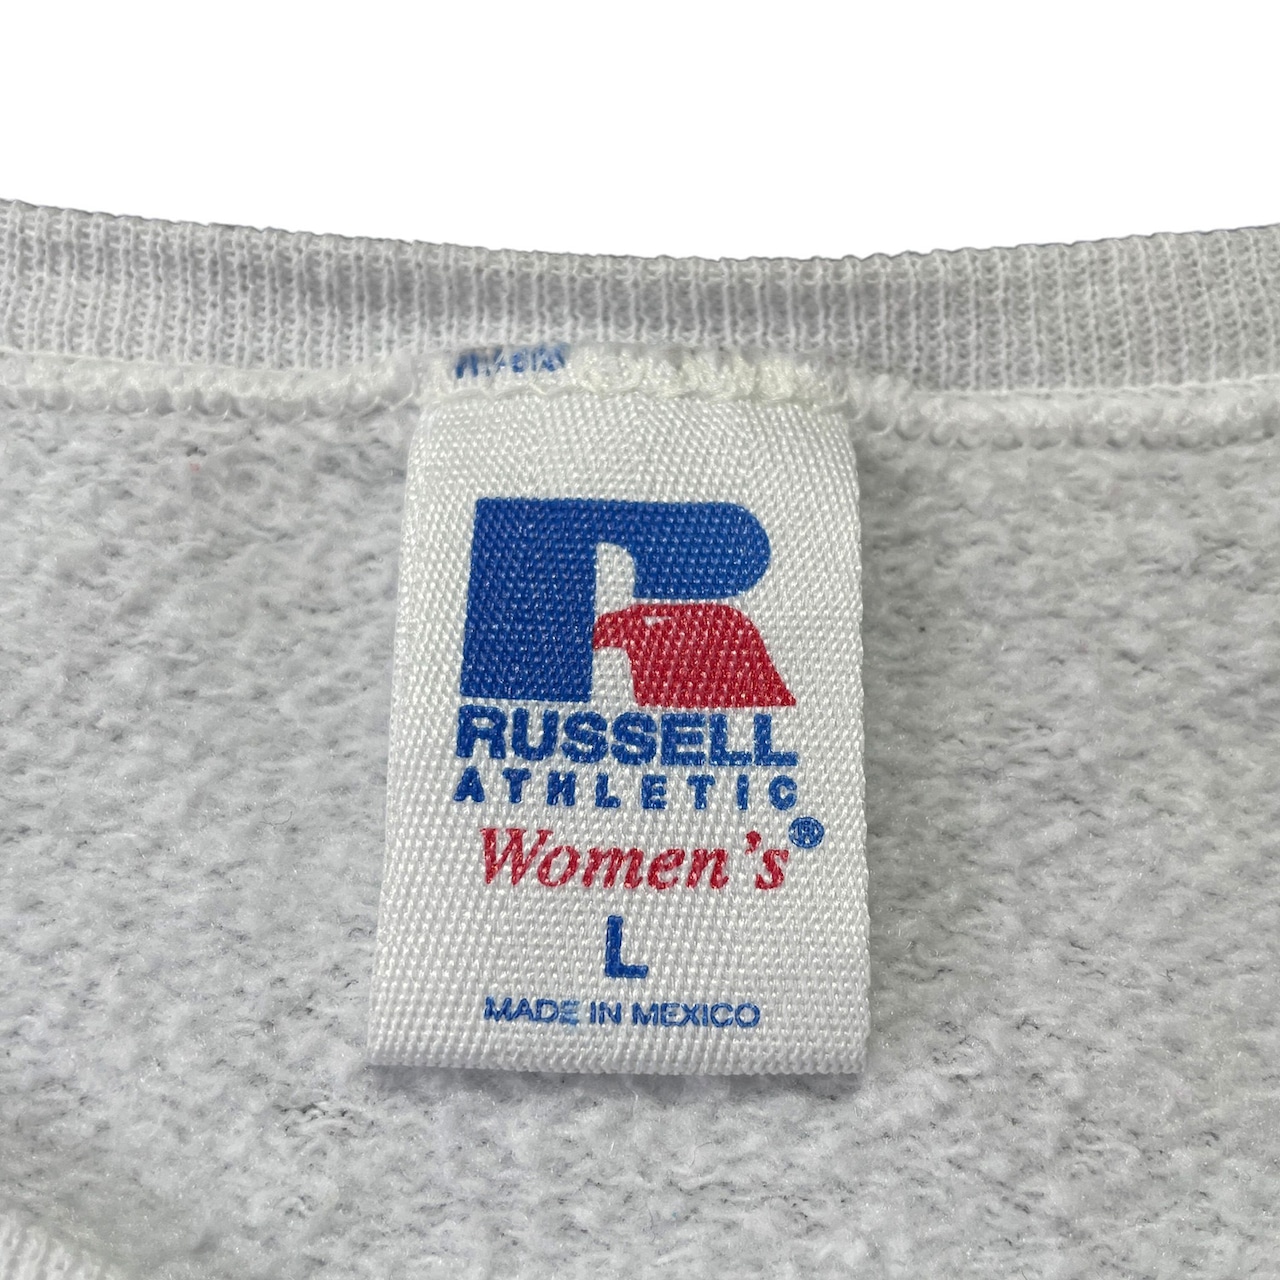 RUSSELL
ATHLETIC
Women's®
L
MADE IN MEXICO